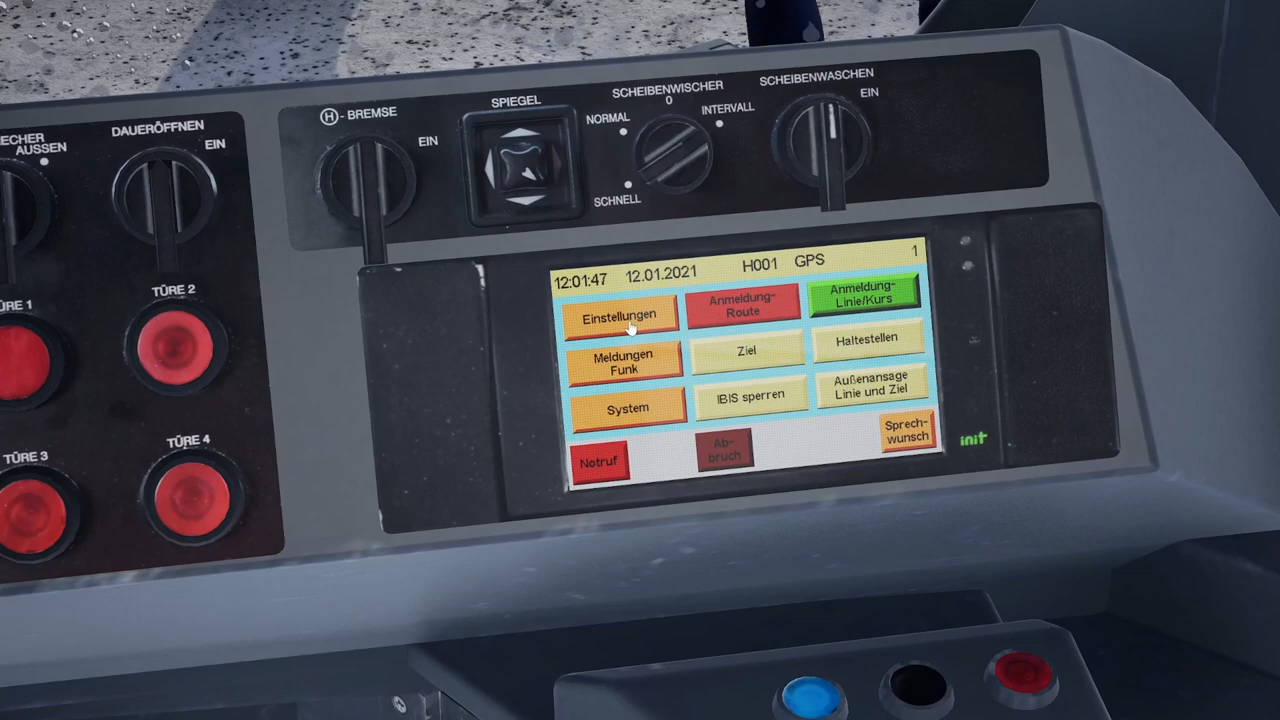 ECHER
AUSSEN
DAUERÖFFNEN
EIN
H - BREMSE
EIN
SPIEGEL
SCHEIBENWISCHER
0
NORMAL
INTERVALL
SCHNELL
SCHEIBENWASCHEN
EIN
ÜRE 1
TÜRE 2
TÜRE 3
TÜRE 4
12:01:47 12.01.2021 H001 GPS 1
Einstellungen
Anmeldung-
Route
Anmeldung-
Linie/Kurs
Meldungen
Funk
Ziel
Haltestellen
System
IBIS sperren
Außenansage
Linie und Ziel
Notruf
Ab-
bruch
Sprech-
wunsch
init